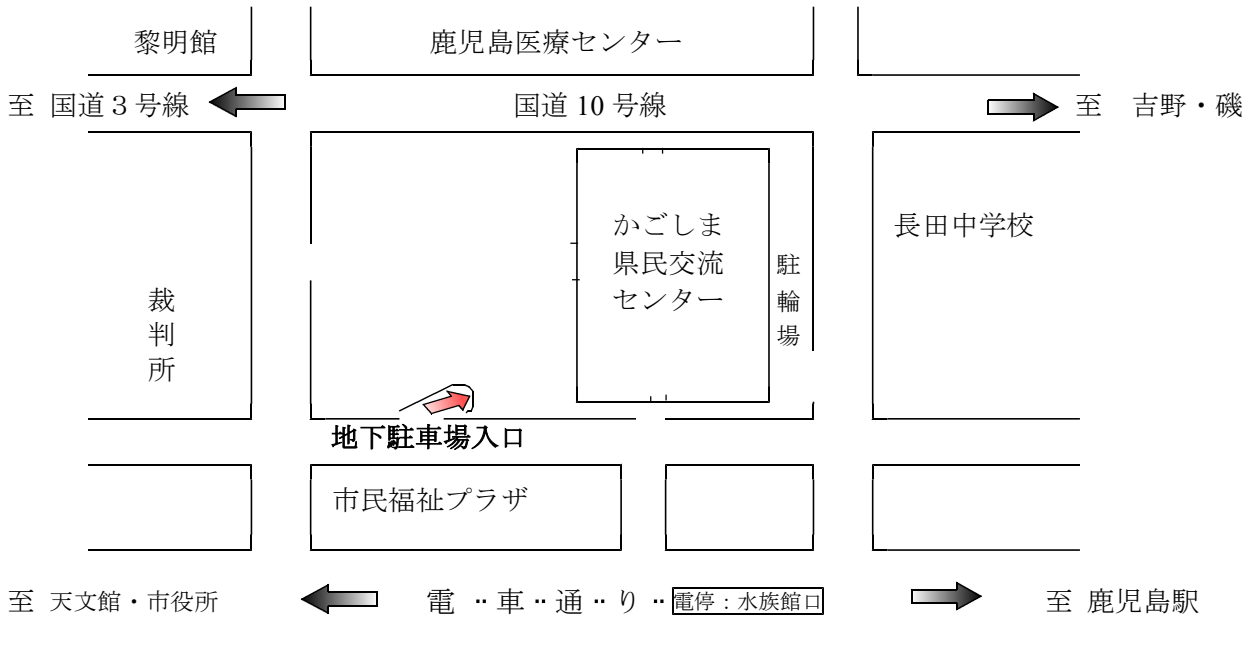 黎明館
鹿児島医療センター
至 国道３号線
国道 10 号線
至 吉野・磯
かごしま
県民交流
センター
長田中学校
駐輪場
裁判所
地下駐車場入口
市民福祉プラザ
至 天文館・市役所
電 ‥ 車 ‥ 通 ‥ り ‥
電停：水族館口
至 鹿児島駅